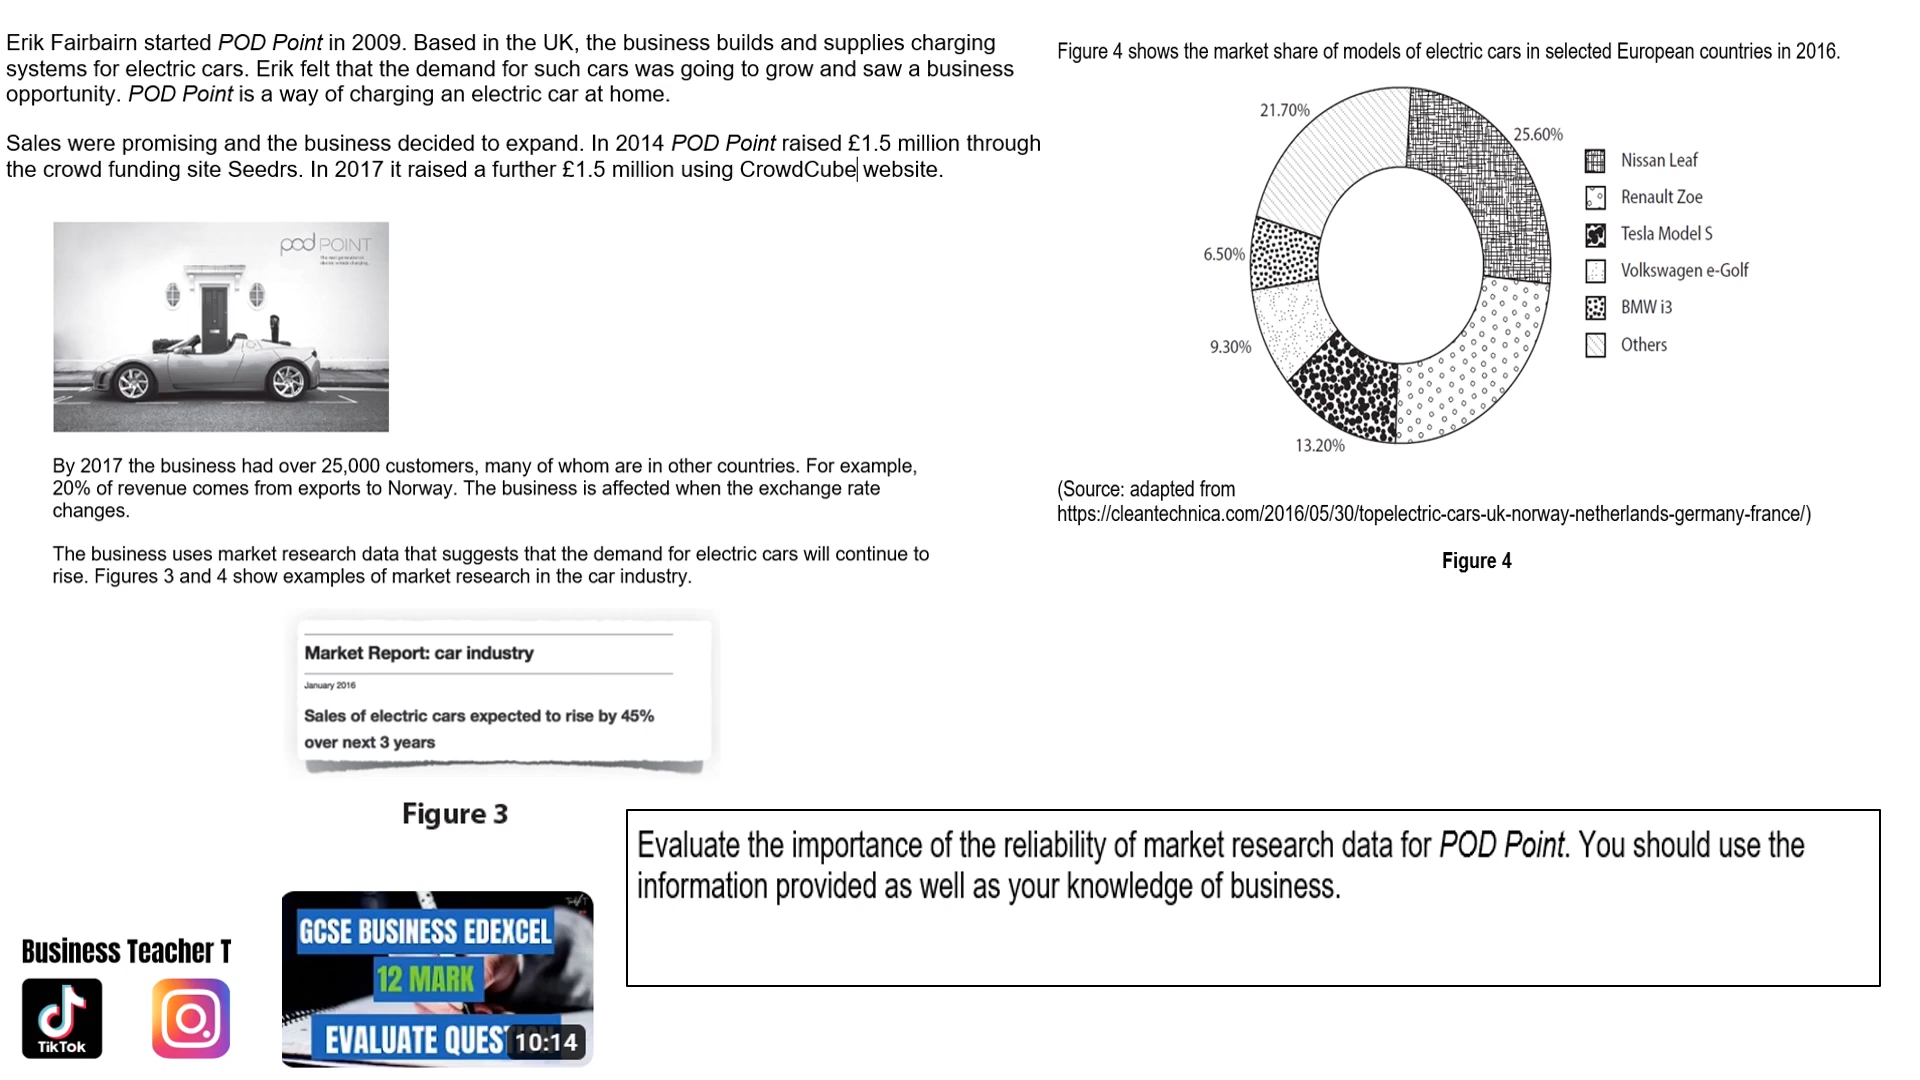 Erik Fairbairn started POD Point in 2009. Based in the UK, the business builds and supplies charging
systems for electric cars. Erik felt that the demand for such cars was going to grow and saw a business
opportunity. POD Point is a way of charging an electric car at home.
Sales were promising and the business decided to expand. In 2014 POD Point raised £1.5 million through
the crowd funding site Seedrs. In 2017 it raised a further £1.5 million using CrowdCube website.
pod POINT
By 2017 the business had over 25,000 customers, many of whom are in other countries. For example,
20% of revenue comes from exports to Norway. The business is affected when the exchange rate
changes.
The business uses market research data that suggests that the demand for electric cars will continue to
rise. Figures 3 and 4 show examples of market research in the car industry.
Market Report: car industry
January 2016
Sales of electric cars expected to rise by 45%
over next 3 years
Figure 3
Figure 4 shows the market share of models of electric cars in selected European countries in 2016.
21.70%
25.60%
6.50%
9.30%
13.20%
Nissan Leaf
Renault Zoe
Tesla Model S
Volkswagen e-Golf
BMW i3
Others
(Source: adapted from
https://cleantechnica.com/2016/05/30/topelectric-cars-uk-norway-netherlands-germany-france/)
Figure 4
Evaluate the importance of the reliability of market research data for POD Point. You should use the
information provided as well as your knowledge of business.
Business Teacher T
TikTok
GCSE BUSINESS EDEXCEL
12 MARK
EVALUATE QUES
10:14